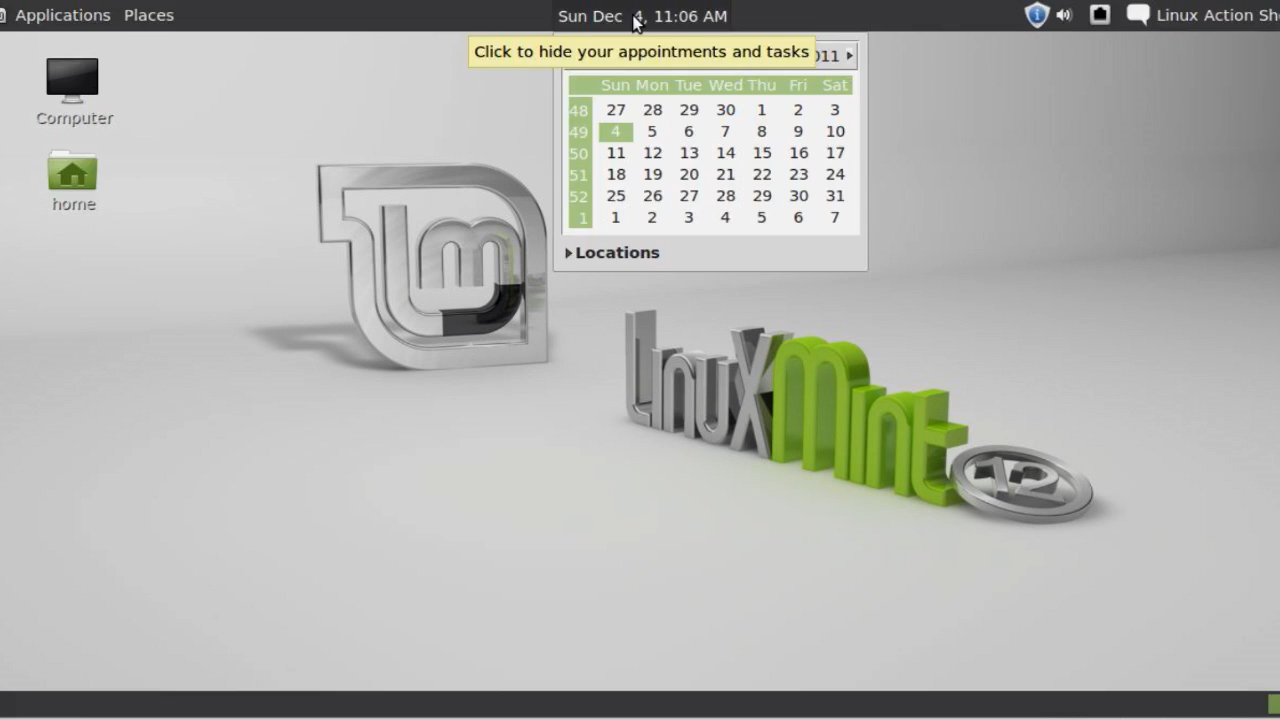 Applications Places Sun Dec 4, 11:06 AM Linux Action Sh
Click to hide your appointments and tasks 011
Sun Mon Tue Wed Thu Fri Sat
48 27 28 29 30 1 2 3
49 4 5 6 7 8 9 10
50 11 12 13 14 15 16 17
51 18 19 20 21 22 23 24
52 25 26 27 28 29 30 31
1 1 2 3 4 5 6 7
Locations
Computer
home
lm
LinuxMint 12